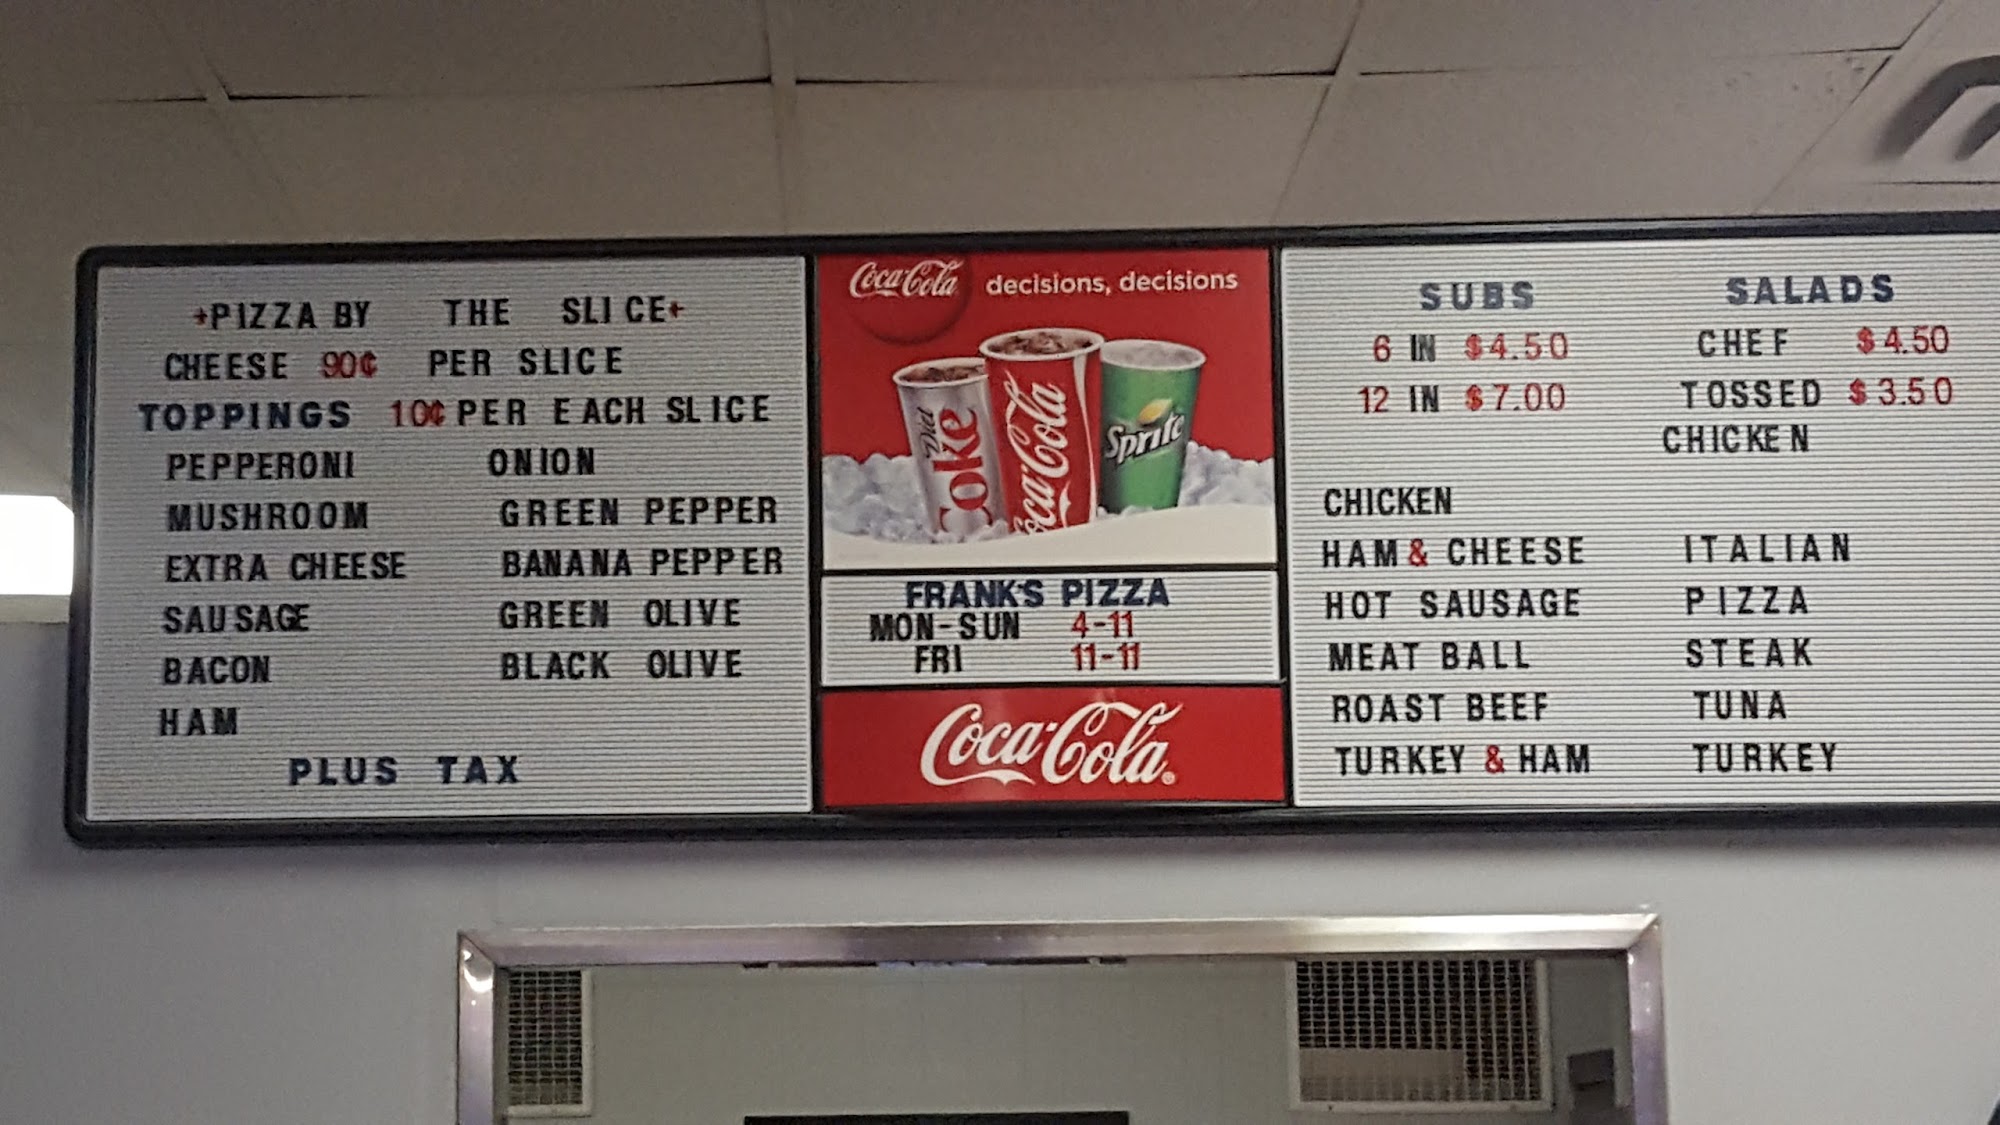 PIZZA BY THE SLICE
CHEESE 90¢ PER SLICE
TOPPINGS 10¢ PER EACH SLICE
PEPPERONI ONION
MUSHROOM GREEN PEPPER
EXTRA CHEESE BANANA PEPPER
SAUSAGE GREEN OLIVE
BACON BLACK OLIVE
HAM
PLUS TAX
Coca-Cola decisions, decisions
Diet Coke
Coca-Cola
Sprite
FRANK'S PIZZA
MON-SUN 4-11
FRI 11-11
Coca-Cola®
SUBS SALADS
6 IN $4.50 CHEF $4.50
12 IN $7.00 TOSSED $3.50
CHICKEN
CHICKEN
HAM & CHEESE ITALIAN
HOT SAUSAGE PIZZA
MEAT BALL STEAK
ROAST BEEF TUNA
TURKEY & HAM TURKEY